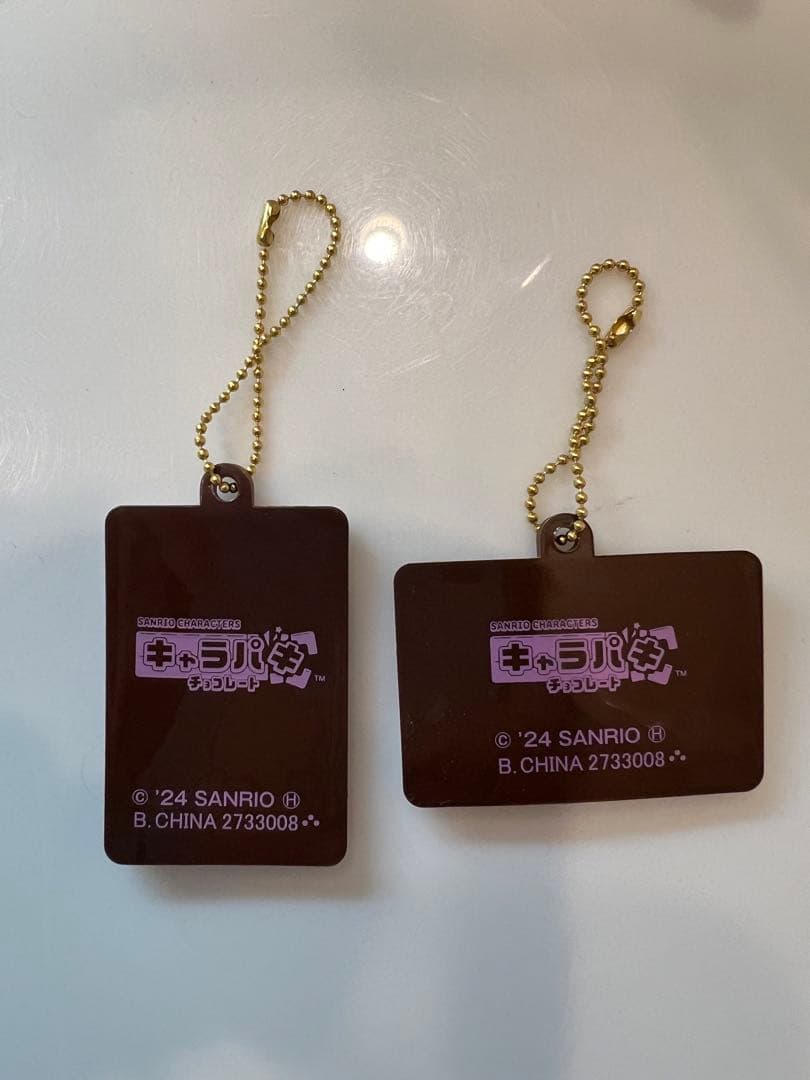 SANRIO CHARACTERS
キャラパキ
チョコレート
TM
© '24 SANRIO Ⓗ
B. CHINA 2733008
SANRIO CHARACTERS
キャラパキ
チョコレート
TM
© '24 SANRIO Ⓗ
B. CHINA 2733008